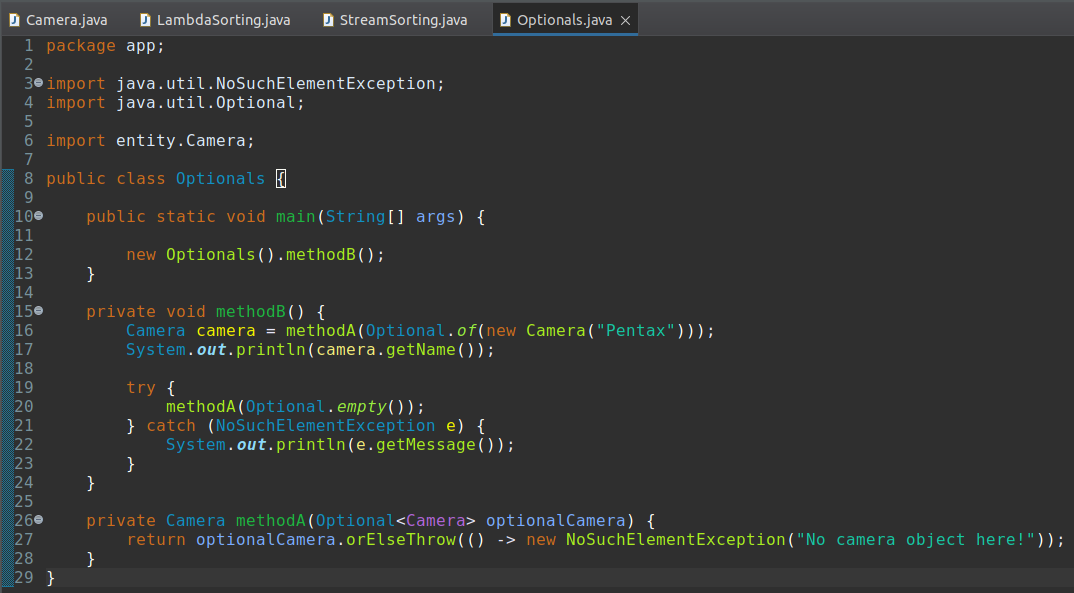 Camera.java LambdaSorting.java StreamSorting.java Optionals.java
1 package app;
2
3 import java.util.NoSuchElementException;
4 import java.util.Optional;
5
6 import entity.Camera;
7
8 public class Optionals {
9
10     public static void main(String[] args) {
11
12         new Optionals().methodB();
13     }
14
15     private void methodB() {
16         Camera camera = methodA(Optional.of(new Camera("Pentax")));
17         System.out.println(camera.getName());
18
19         try {
20             methodA(Optional.empty());
21         } catch (NoSuchElementException e) {
22             System.out.println(e.getMessage());
23         }
24     }
25
26     private Camera methodA(Optional<Camera> optionalCamera) {
27         return optionalCamera.orElseThrow(() -> new NoSuchElementException("No camera object here!"));
28     }
29 }